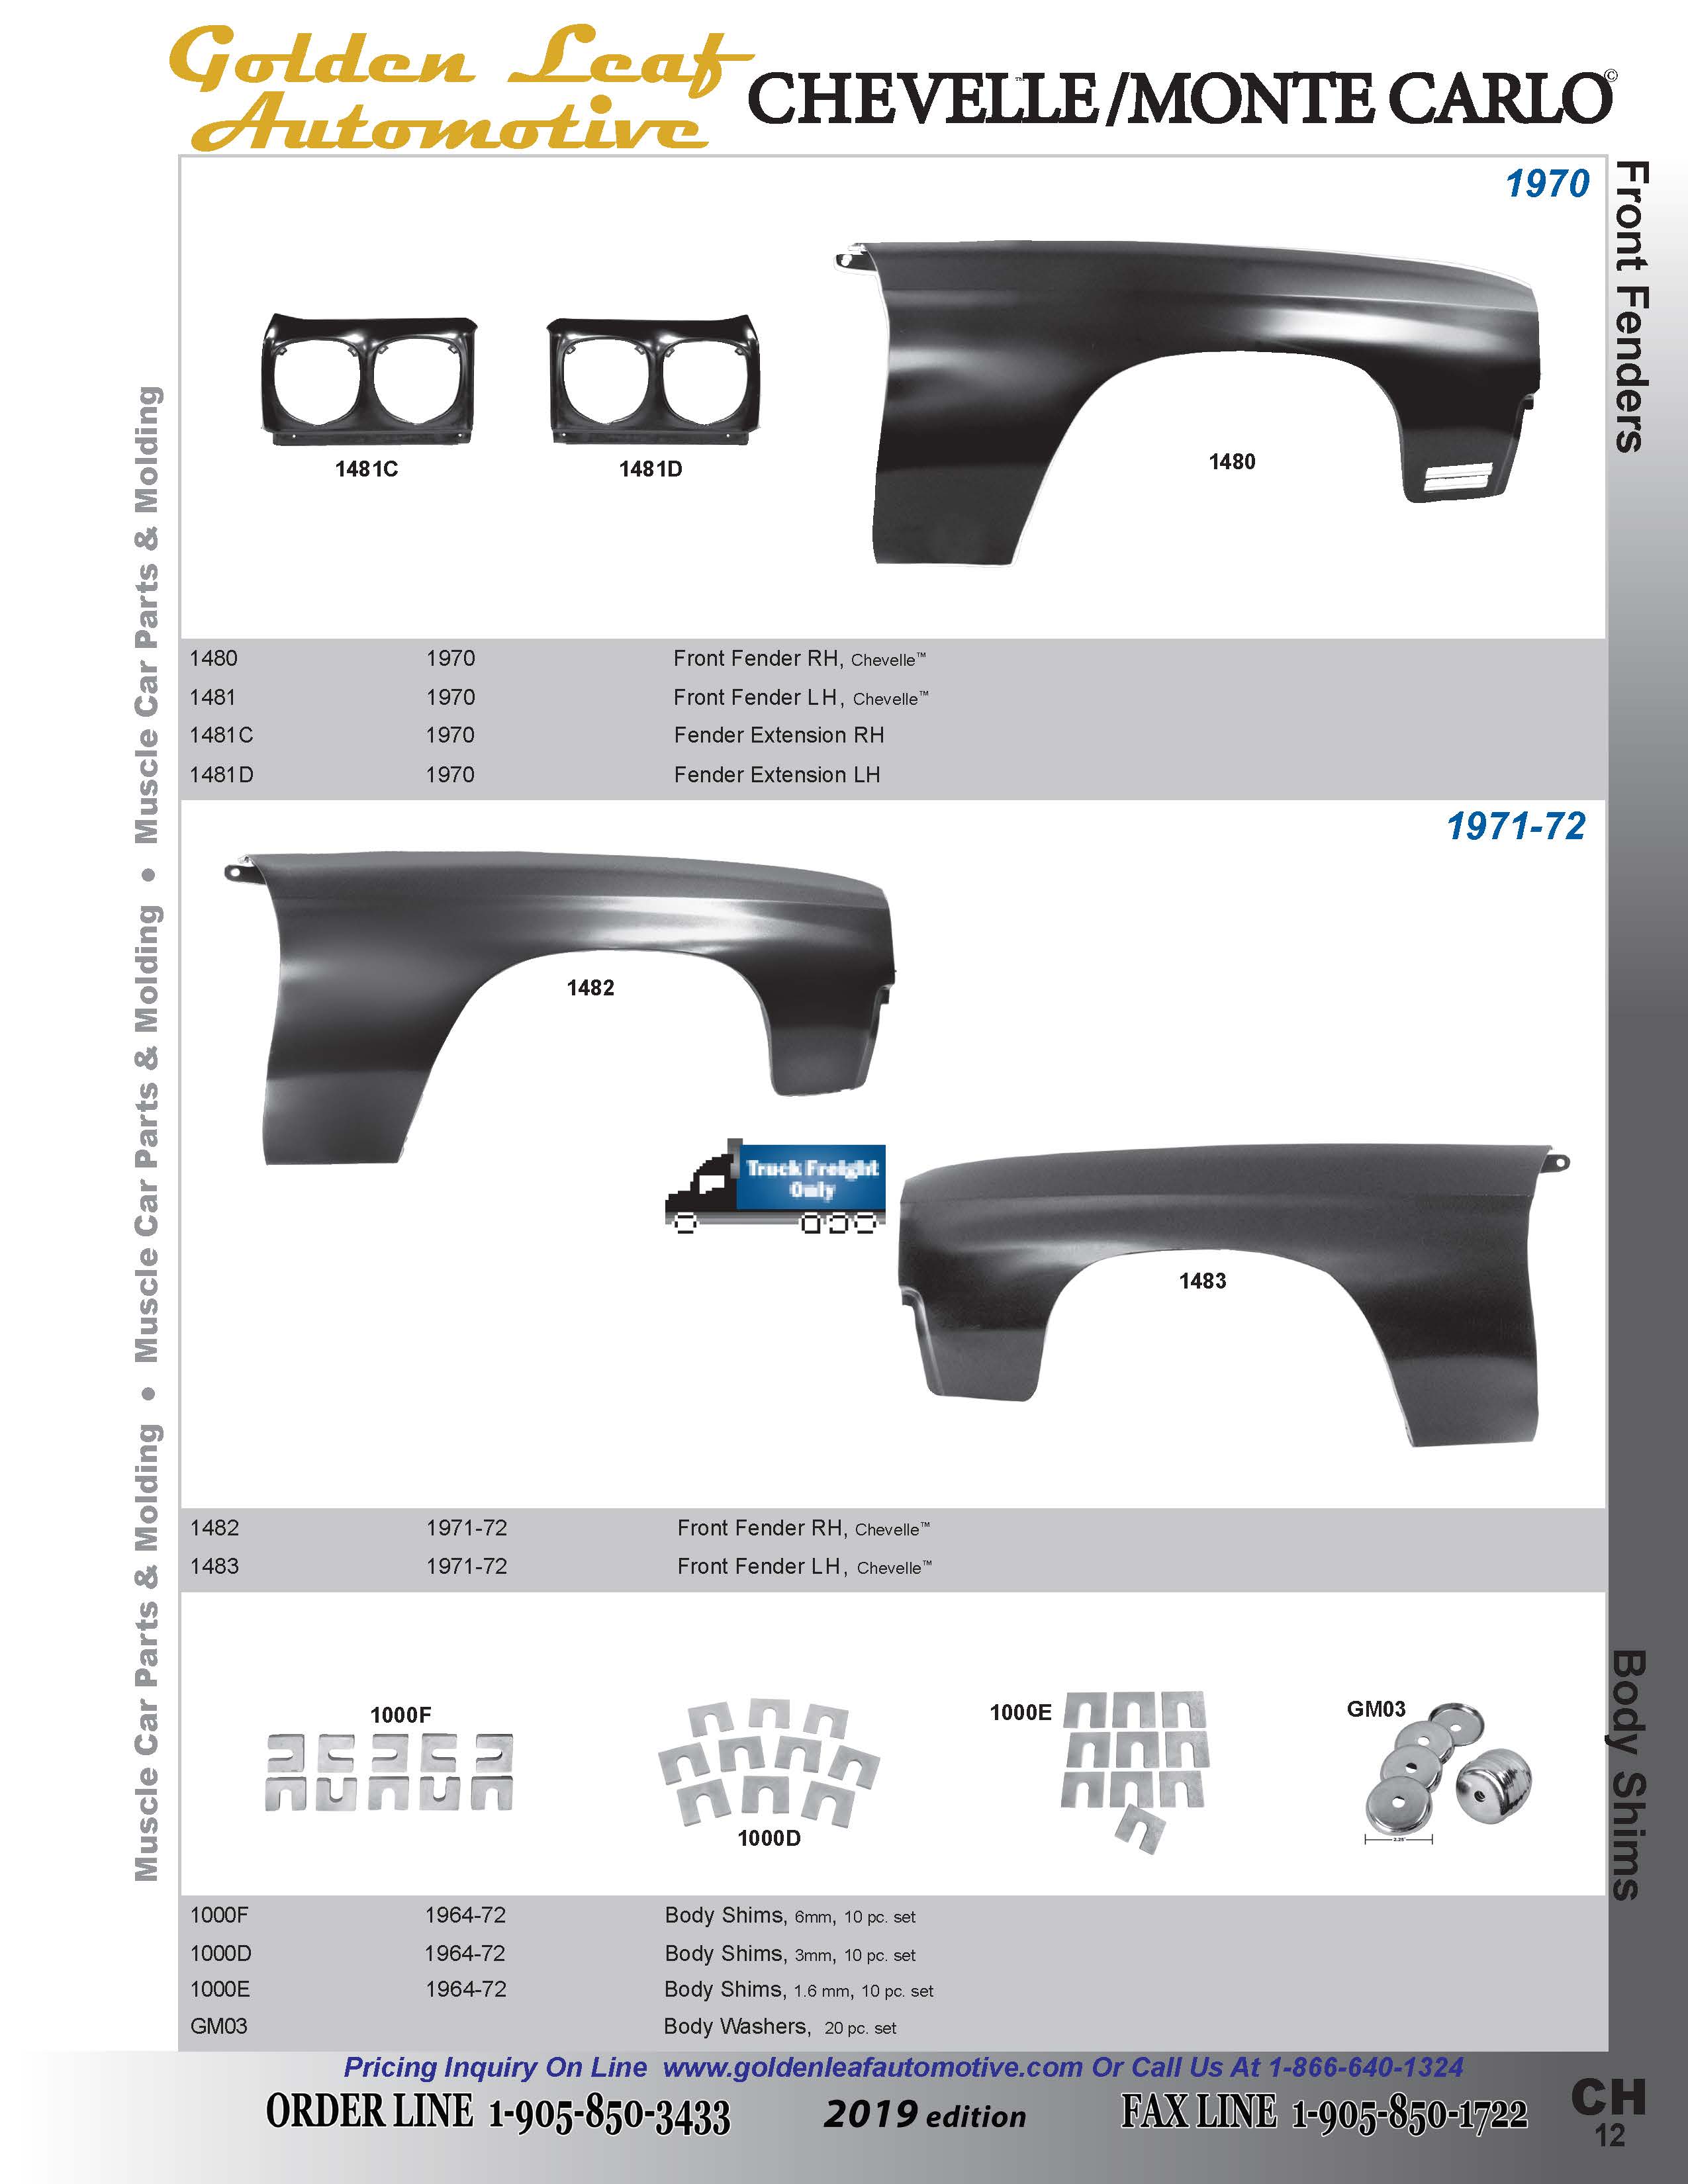 Golden Leaf
Automotive
CHEVELLE™/MONTE CARLO©
1970
Front Fenders
1481C
1481D
1480
1480 1970 Front Fender RH, Chevelle™
1481 1970 Front Fender LH, Chevelle™
1481C 1970 Fender Extension RH
1481D 1970 Fender Extension LH
Muscle Car Parts & Molding • Muscle Car Parts & Molding • Muscle Car Parts & Molding
1971-72
1482
Truck Freight
Only
1483
1482 1971-72 Front Fender RH, Chevelle™
1483 1971-72 Front Fender LH, Chevelle™
Body Shims
1000F
1000D
1000E
GM03
2.25"
1000F 1964-72 Body Shims, 6mm, 10 pc. set
1000D 1964-72 Body Shims, 3mm, 10 pc. set
1000E 1964-72 Body Shims, 1.6 mm, 10 pc. set
GM03 Body Washers, 20 pc. set
Pricing Inquiry On Line www.goldenleafautomotive.com Or Call Us At 1-866-640-1324
ORDER LINE 1-905-850-3433 2019 edition FAX LINE 1-905-850-1722
CH
12